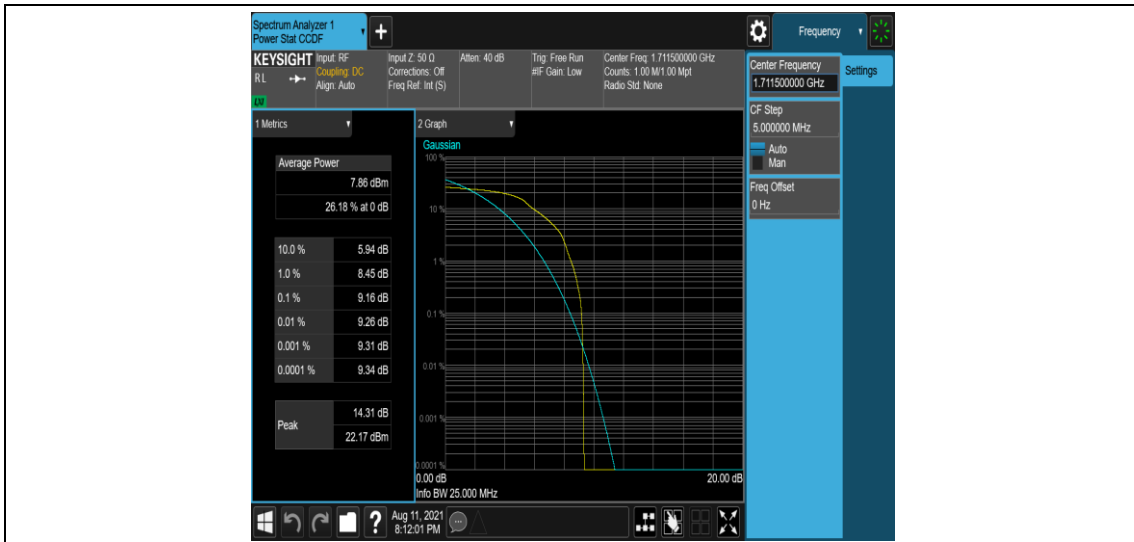 Spectrum Analyzer 1
Power Stat CCDF
Frequency
KEYSIGHT
RL
LM
Input: RF
Coupling: DC
Align: Auto
Input Z: 50 Ω
Corrections: Off
Freq Ref: Int (S)
Atten: 40 dB
Trig: Free Run
#IF Gain: Low
Center Freq: 1.711500000 GHz
Counts: 1.00 M/1.00 Mpt
Radio Std: None
Center Frequency
1.711500000 GHz
Settings
CF Step
5.000000 MHz
Auto
Man
Freq Offset
0 Hz
1 Metrics
Average Power
7.86 dBm
26.18 % at 0 dB
10.0 % 5.94 dB
1.0 % 8.45 dB
0.1 % 9.16 dB
0.01 % 9.26 dB
0.001 % 9.31 dB
0.0001 % 9.34 dB
Peak
14.31 dB
22.17 dBm
2 Graph
Gaussian
100 %
10 %
1 %
0.1 %
0.01 %
0.001 %
0.0001 %
0.00 dB
20.00 dB
Info BW 25.000 MHz
Aug 11, 2021
8:12:01 PM